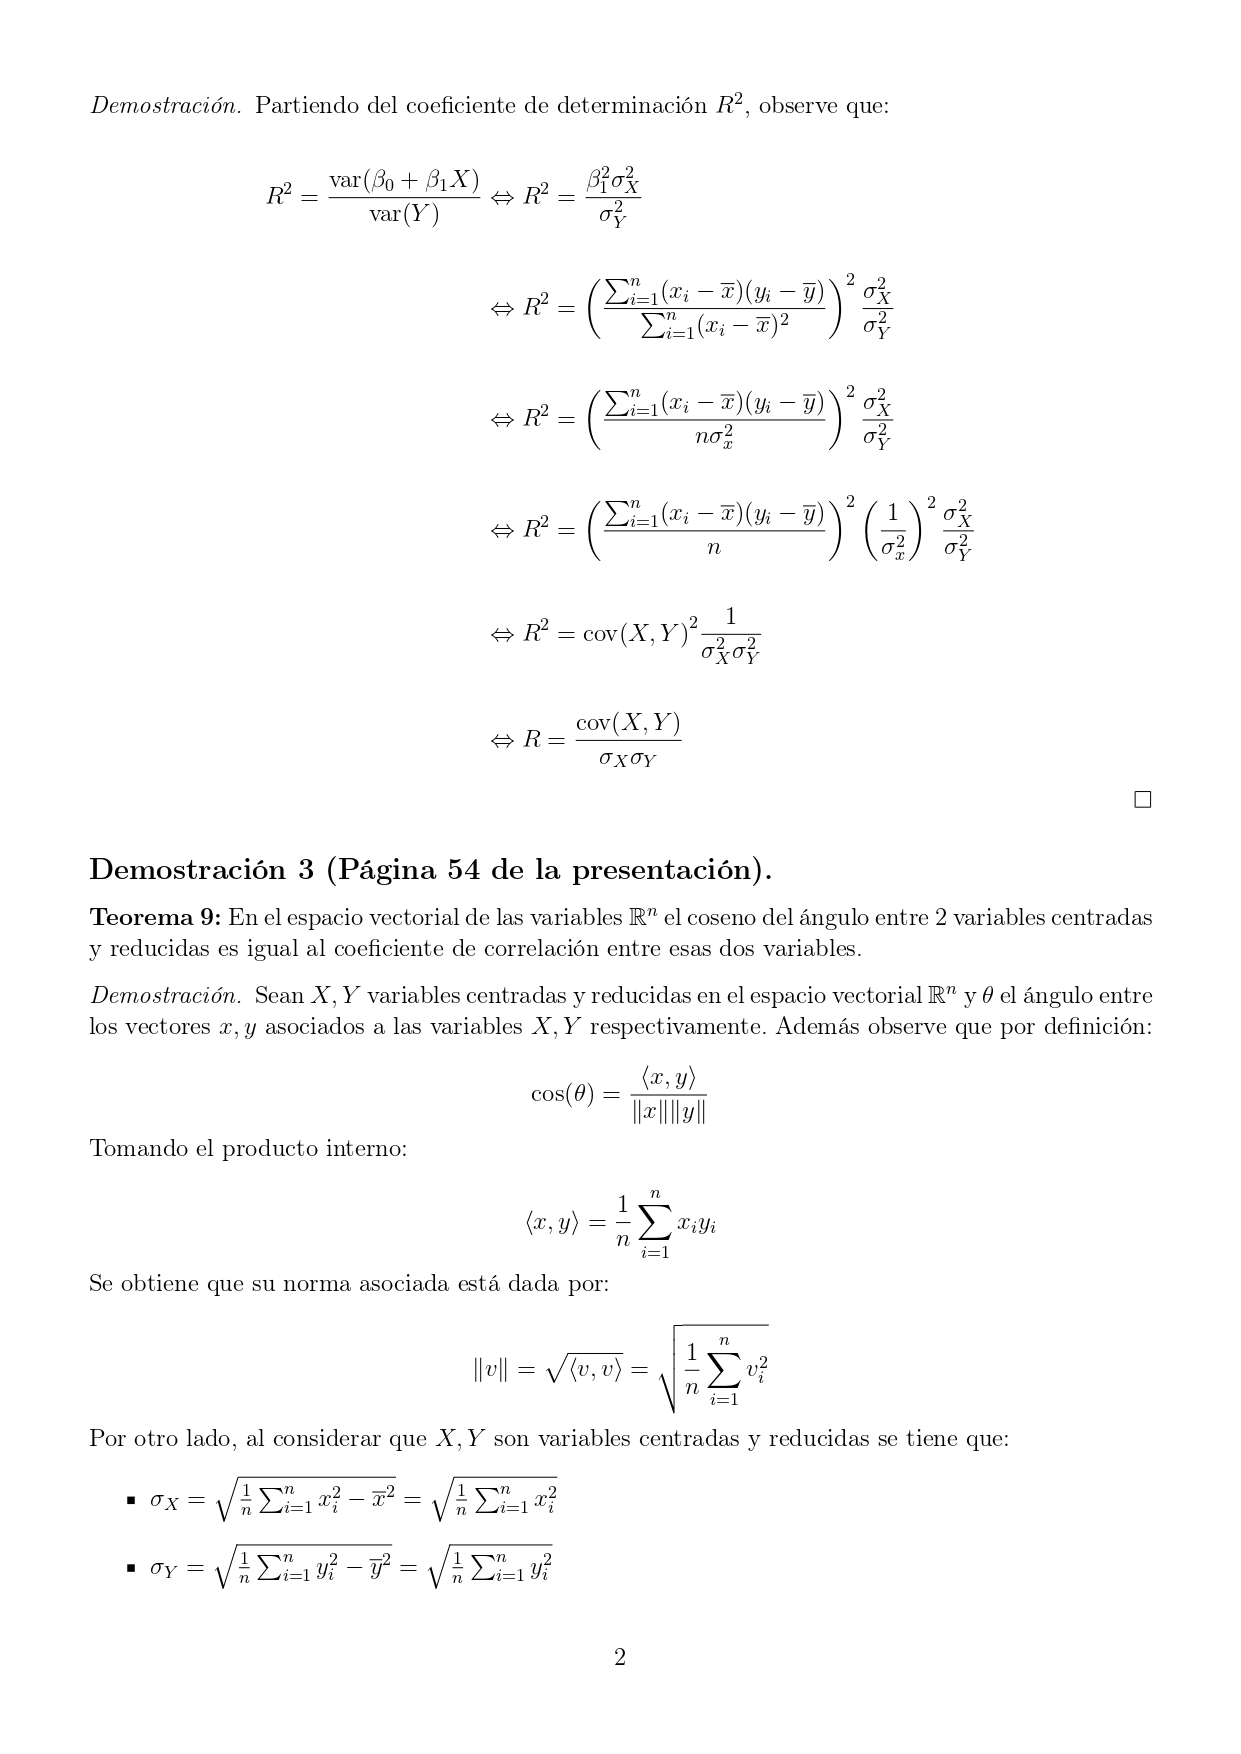 Demostración. Partiendo del coeficiente de determinación $R^2$, observe que:
$R^2 = \frac{\text{var}(\beta_0 + \beta_1 X)}{\text{var}(Y)} \Leftrightarrow R^2 = \frac{\beta_1^2 \sigma_X^2}{\sigma_Y^2}$
$\Leftrightarrow R^2 = \left( \frac{\sum_{i=1}^n (x_i - \overline{x})(y_i - \overline{y})}{\sum_{i=1}^n (x_i - \overline{x})^2} \right)^2 \frac{\sigma_X^2}{\sigma_Y^2}$
$\Leftrightarrow R^2 = \left( \frac{\sum_{i=1}^n (x_i - \overline{x})(y_i - \overline{y})}{n\sigma_x^2} \right)^2 \frac{\sigma_X^2}{\sigma_Y^2}$
$\Leftrightarrow R^2 = \left( \frac{\sum_{i=1}^n (x_i - \overline{x})(y_i - \overline{y})}{n} \right)^2 \left( \frac{1}{\sigma_x^2} \right)^2 \frac{\sigma_X^2}{\sigma_Y^2}$
$\Leftrightarrow R^2 = \text{cov}(X, Y)^2 \frac{1}{\sigma_X^2 \sigma_Y^2}$
$\Leftrightarrow R = \frac{\text{cov}(X, Y)}{\sigma_X \sigma_Y}$
□
Demostración 3 (Página 54 de la presentación).
Teorema 9: En el espacio vectorial de las variables $\mathbb{R}^n$ el coseno del ángulo entre 2 variables centradas
y reducidas es igual al coeficiente de correlación entre esas dos variables.
Demostración. Sean $X, Y$ variables centradas y reducidas en el espacio vectorial $\mathbb{R}^n$ y $\theta$ el ángulo entre
los vectores $x, y$ asociados a las variables $X, Y$ respectivamente. Además observe que por definición:
$\cos(\theta) = \frac{\langle x, y \rangle}{\|x\|\|y\|}$
Tomando el producto interno:
$\langle x, y \rangle = \frac{1}{n} \sum_{i=1}^n x_i y_i$
Se obtiene que su norma asociada está dada por:
$\|v\| = \sqrt{\langle v, v \rangle} = \sqrt{\frac{1}{n} \sum_{i=1}^n v_i^2}$
Por otro lado, al considerar que $X, Y$ son variables centradas y reducidas se tiene que:
▪ $\sigma_X = \sqrt{\frac{1}{n} \sum_{i=1}^n x_i^2 - \overline{x}^2} = \sqrt{\frac{1}{n} \sum_{i=1}^n x_i^2}$
▪ $\sigma_Y = \sqrt{\frac{1}{n} \sum_{i=1}^n y_i^2 - \overline{y}^2} = \sqrt{\frac{1}{n} \sum_{i=1}^n y_i^2}$
2